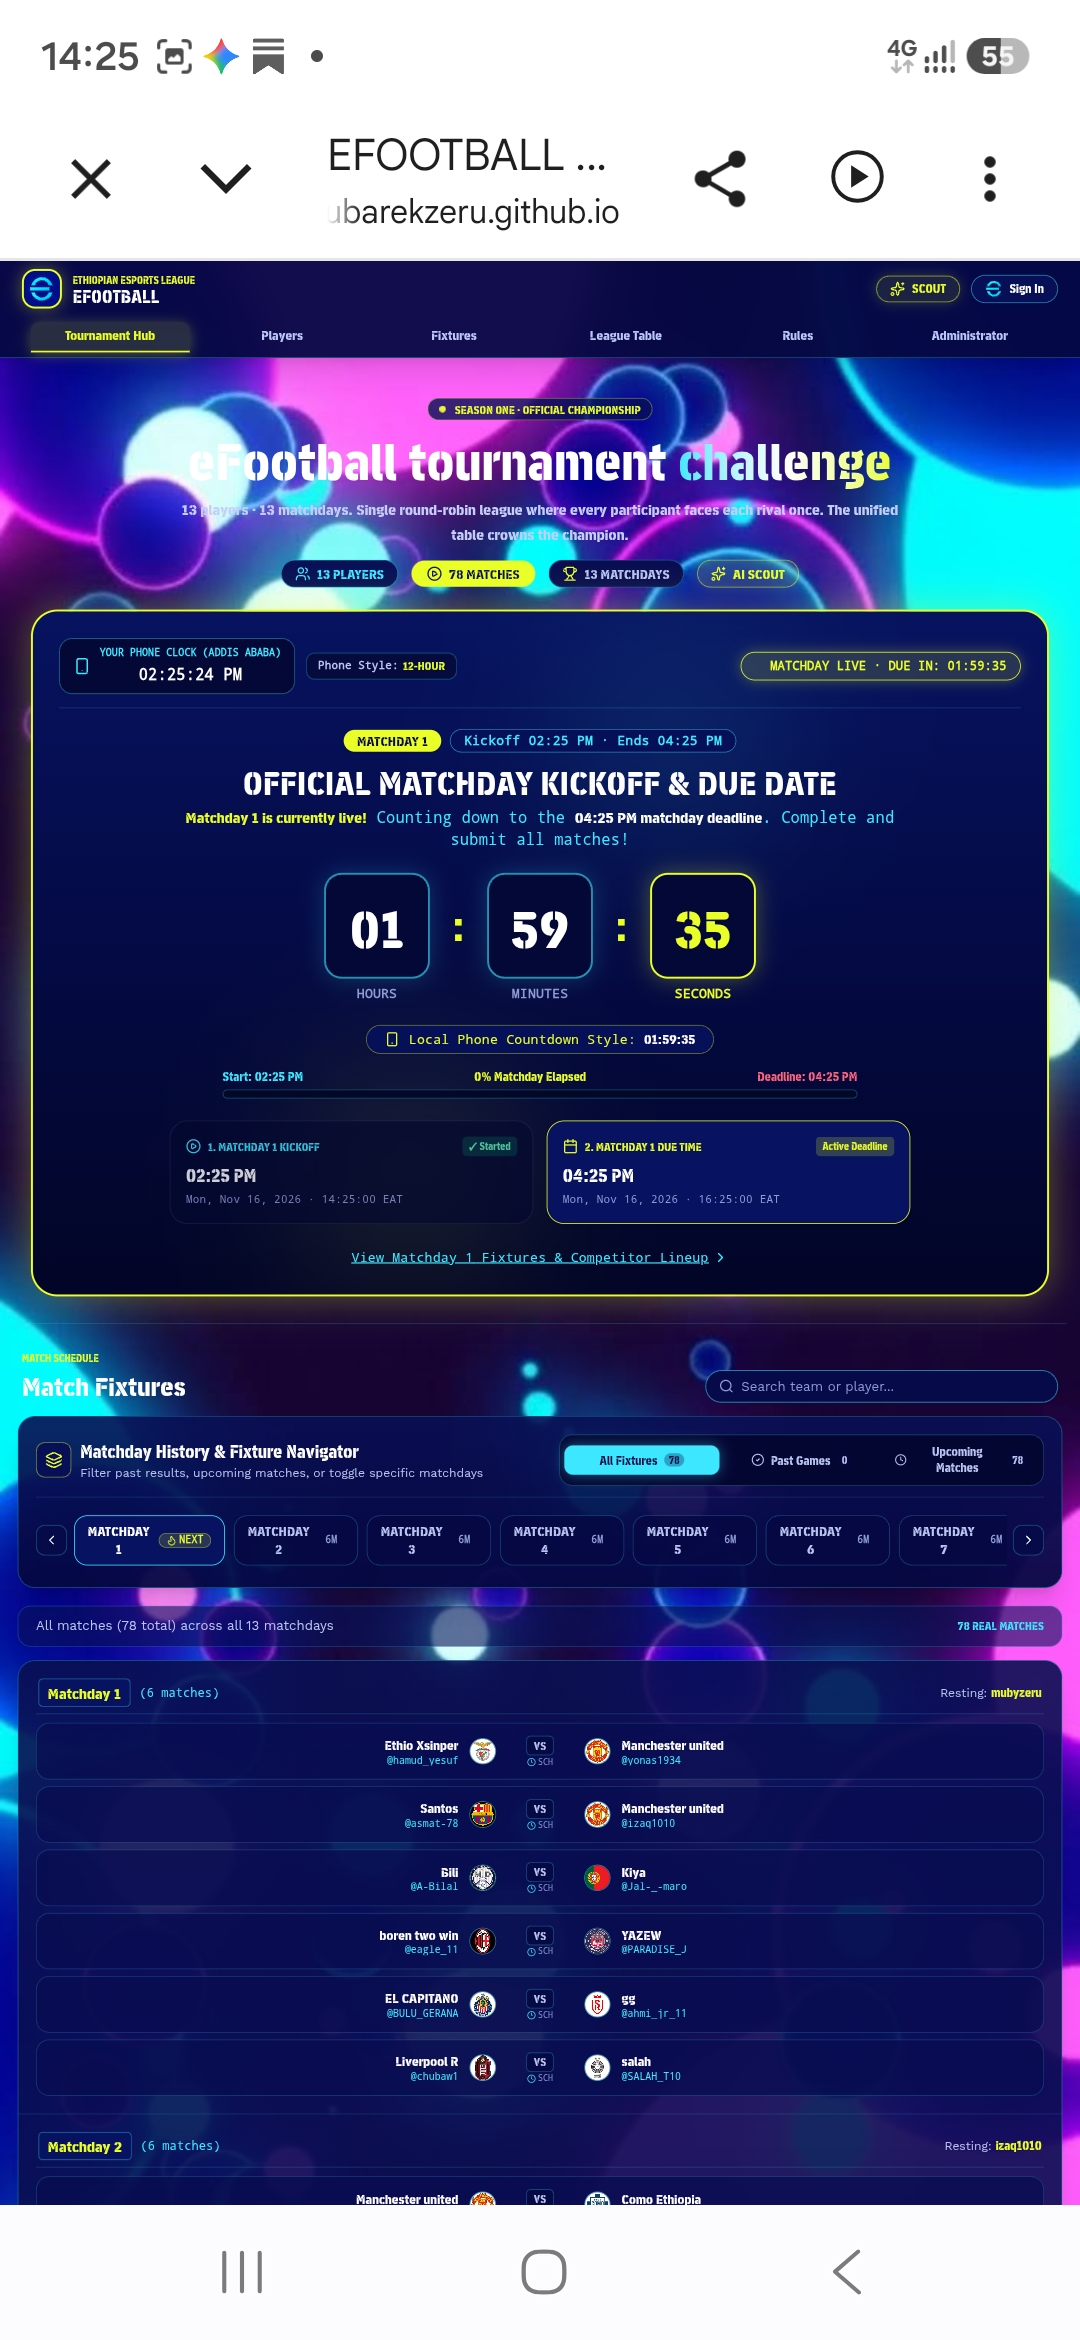 14:25
4G
55
EFOOTBALL ...
ubarekzeru.github.io
ETHIOPIAN ESPORTS LEAGUE
EFOOTBALL
SCOUT
Sign In
Tournament Hub
Players
Fixtures
League Table
Rules
Administrator
SEASON ONE · OFFICIAL CHAMPIONSHIP
eFootball tournament challenge
13 players · 13 matchdays. Single round-robin league where every participant faces each rival once. The unified
table crowns the champion.
13 PLAYERS
78 MATCHES
13 MATCHDAYS
AI SCOUT
YOUR PHONE CLOCK (ADDIS ABABA)
02:25:24 PM
Phone Style: 12-HOUR
MATCHDAY LIVE · DUE IN: 01:59:35
MATCHDAY 1
Kickoff 02:25 PM · Ends 04:25 PM
OFFICIAL MATCHDAY KICKOFF & DUE DATE
Matchday 1 is currently live! Counting down to the 04:25 PM matchday deadline. Complete and
submit all matches!
01 : 59 : 35
HOURS
MINUTES
SECONDS
Local Phone Countdown Style: 01:59:35
Start: 02:25 PM
0% Matchday Elapsed
Deadline: 04:25 PM
1. MATCHDAY 1 KICKOFF
✓ Started
02:25 PM
Mon, Nov 16, 2026 · 14:25:00 EAT
2. MATCHDAY 1 DUE TIME
Active Deadline
04:25 PM
Mon, Nov 16, 2026 · 16:25:00 EAT
View Matchday 1 Fixtures & Competitor Lineup
MATCH SCHEDULE
Match Fixtures
Search team or player...
Matchday History & Fixture Navigator
Filter past results, upcoming matches, or toggle specific matchdays
All Fixtures 78
Past Games 0
Upcoming
Matches
78
MATCHDAY
1
NEXT
MATCHDAY
2
6M
MATCHDAY
3
6M
MATCHDAY
4
6M
MATCHDAY
5
6M
MATCHDAY
6
6M
MATCHDAY
7
6M
All matches (78 total) across all 13 matchdays
78 REAL MATCHES
Matchday 1
(6 matches)
Resting: mubyzeru
Ethio Xsinper
@hamud_yesuf
VS
SCH
Manchester united
@yonas1934
Santos
@asmat-78
VS
SCH
Manchester united
@izaq1010
Bili
@A-Bilal
VS
SCH
Kiya
@Jal-_-maro
boren two win
@eagle_11
VS
SCH
YAZEW
@PARADISE_J
EL CAPITANO
@BULU_GERANA
VS
SCH
gg
@ahmi_jr_11
Liverpool R
@chubaw1
VS
SCH
salah
@SALAH_T10
Matchday 2
(6 matches)
Resting: izaq1010
Manchester united
VS
Como Ethiopia